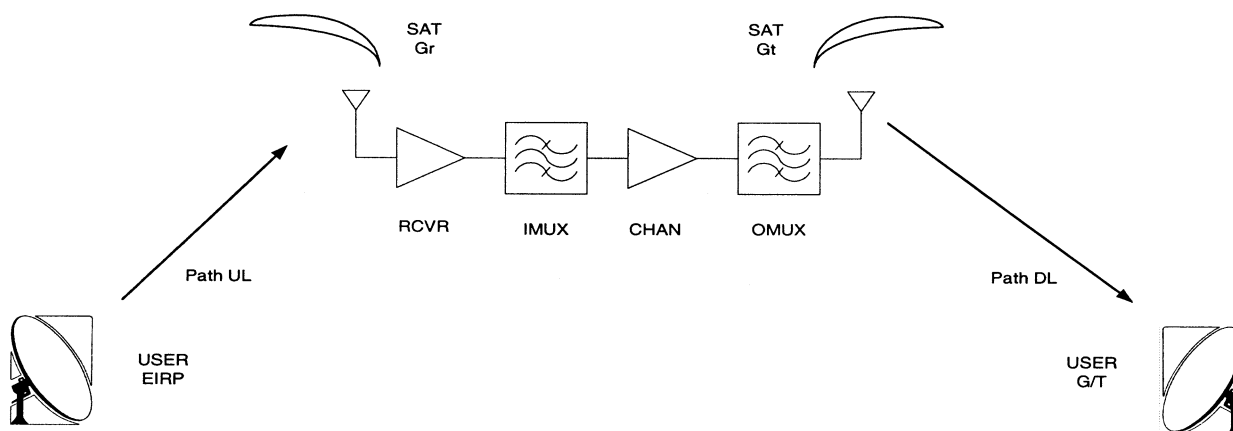 SAT
Gr
SAT
Gt
RCVR
IMUX
CHAN
OMUX
Path UL
Path DL
USER
EIRP
USER
G/T